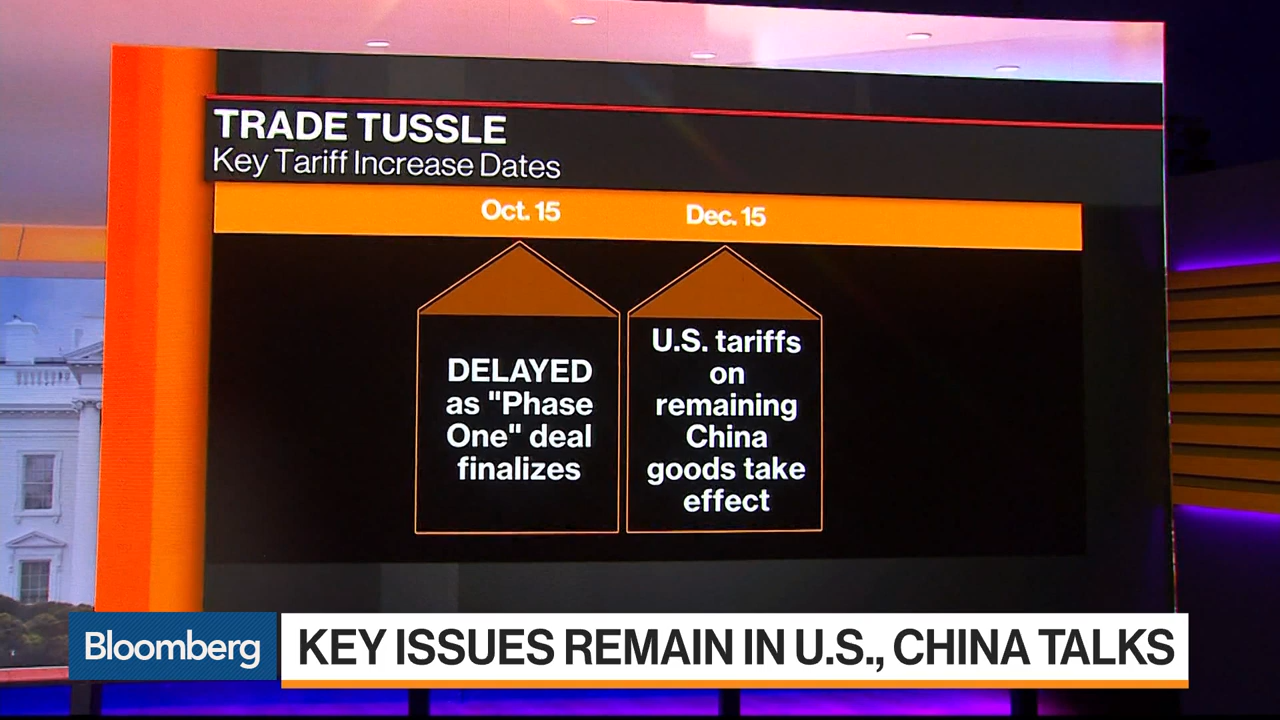 TRADE TUSSLE
Key Tariff Increase Dates
Oct. 15
Dec. 15
DELAYED
as "Phase
One" deal
finalizes
U.S. tariffs
on
remaining
China
goods take
effect
Bloomberg
KEY ISSUES REMAIN IN U.S., CHINA TALKS